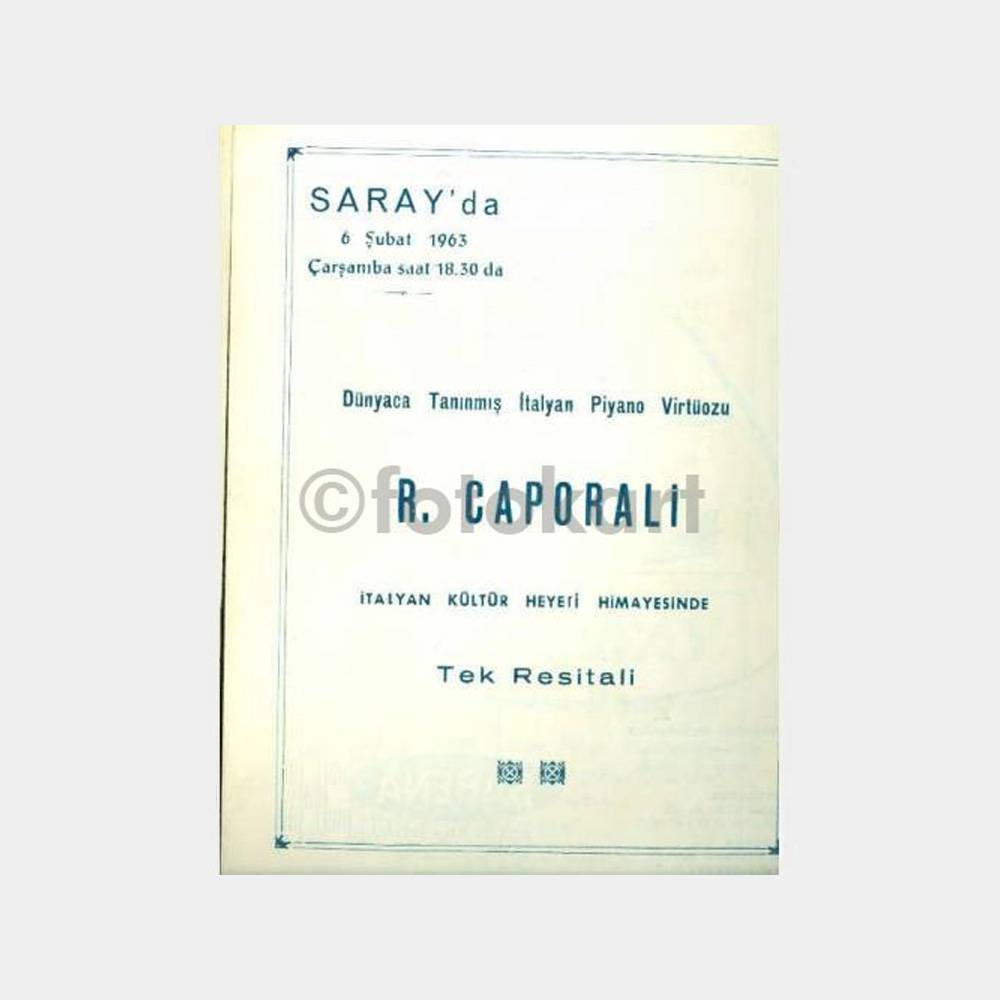 SARAY'da
6 Şubat 1963
Çarşamba saat 18.30 da
Dünyaca Tanınmış İtalyan Piyano Virtüozu
R. CAPORALİ
©fotokart
İTALYAN KÜLTÜR HEYETİ HİMAYESİNDE
Tek Resitali